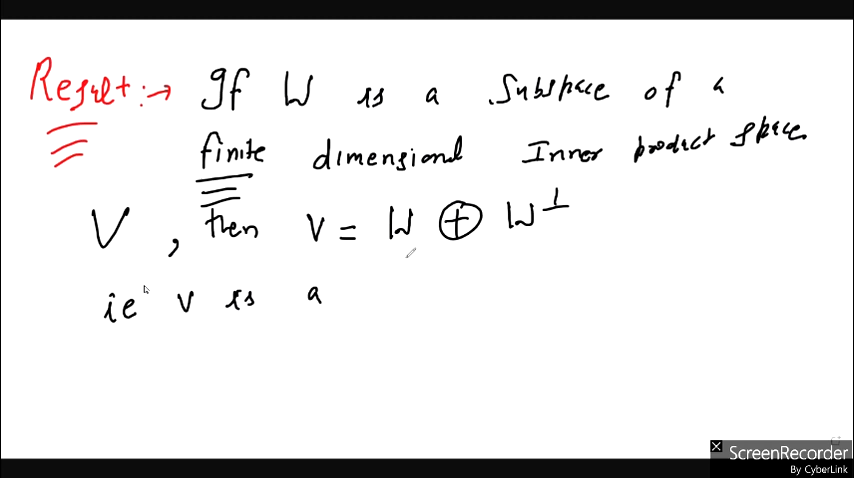 Result :→ If W is a subspace of a
finite dimensional Inner product space
V, then V = W ⊕ W⊥
ie V is a
ScreenRecorder
By CyberLink